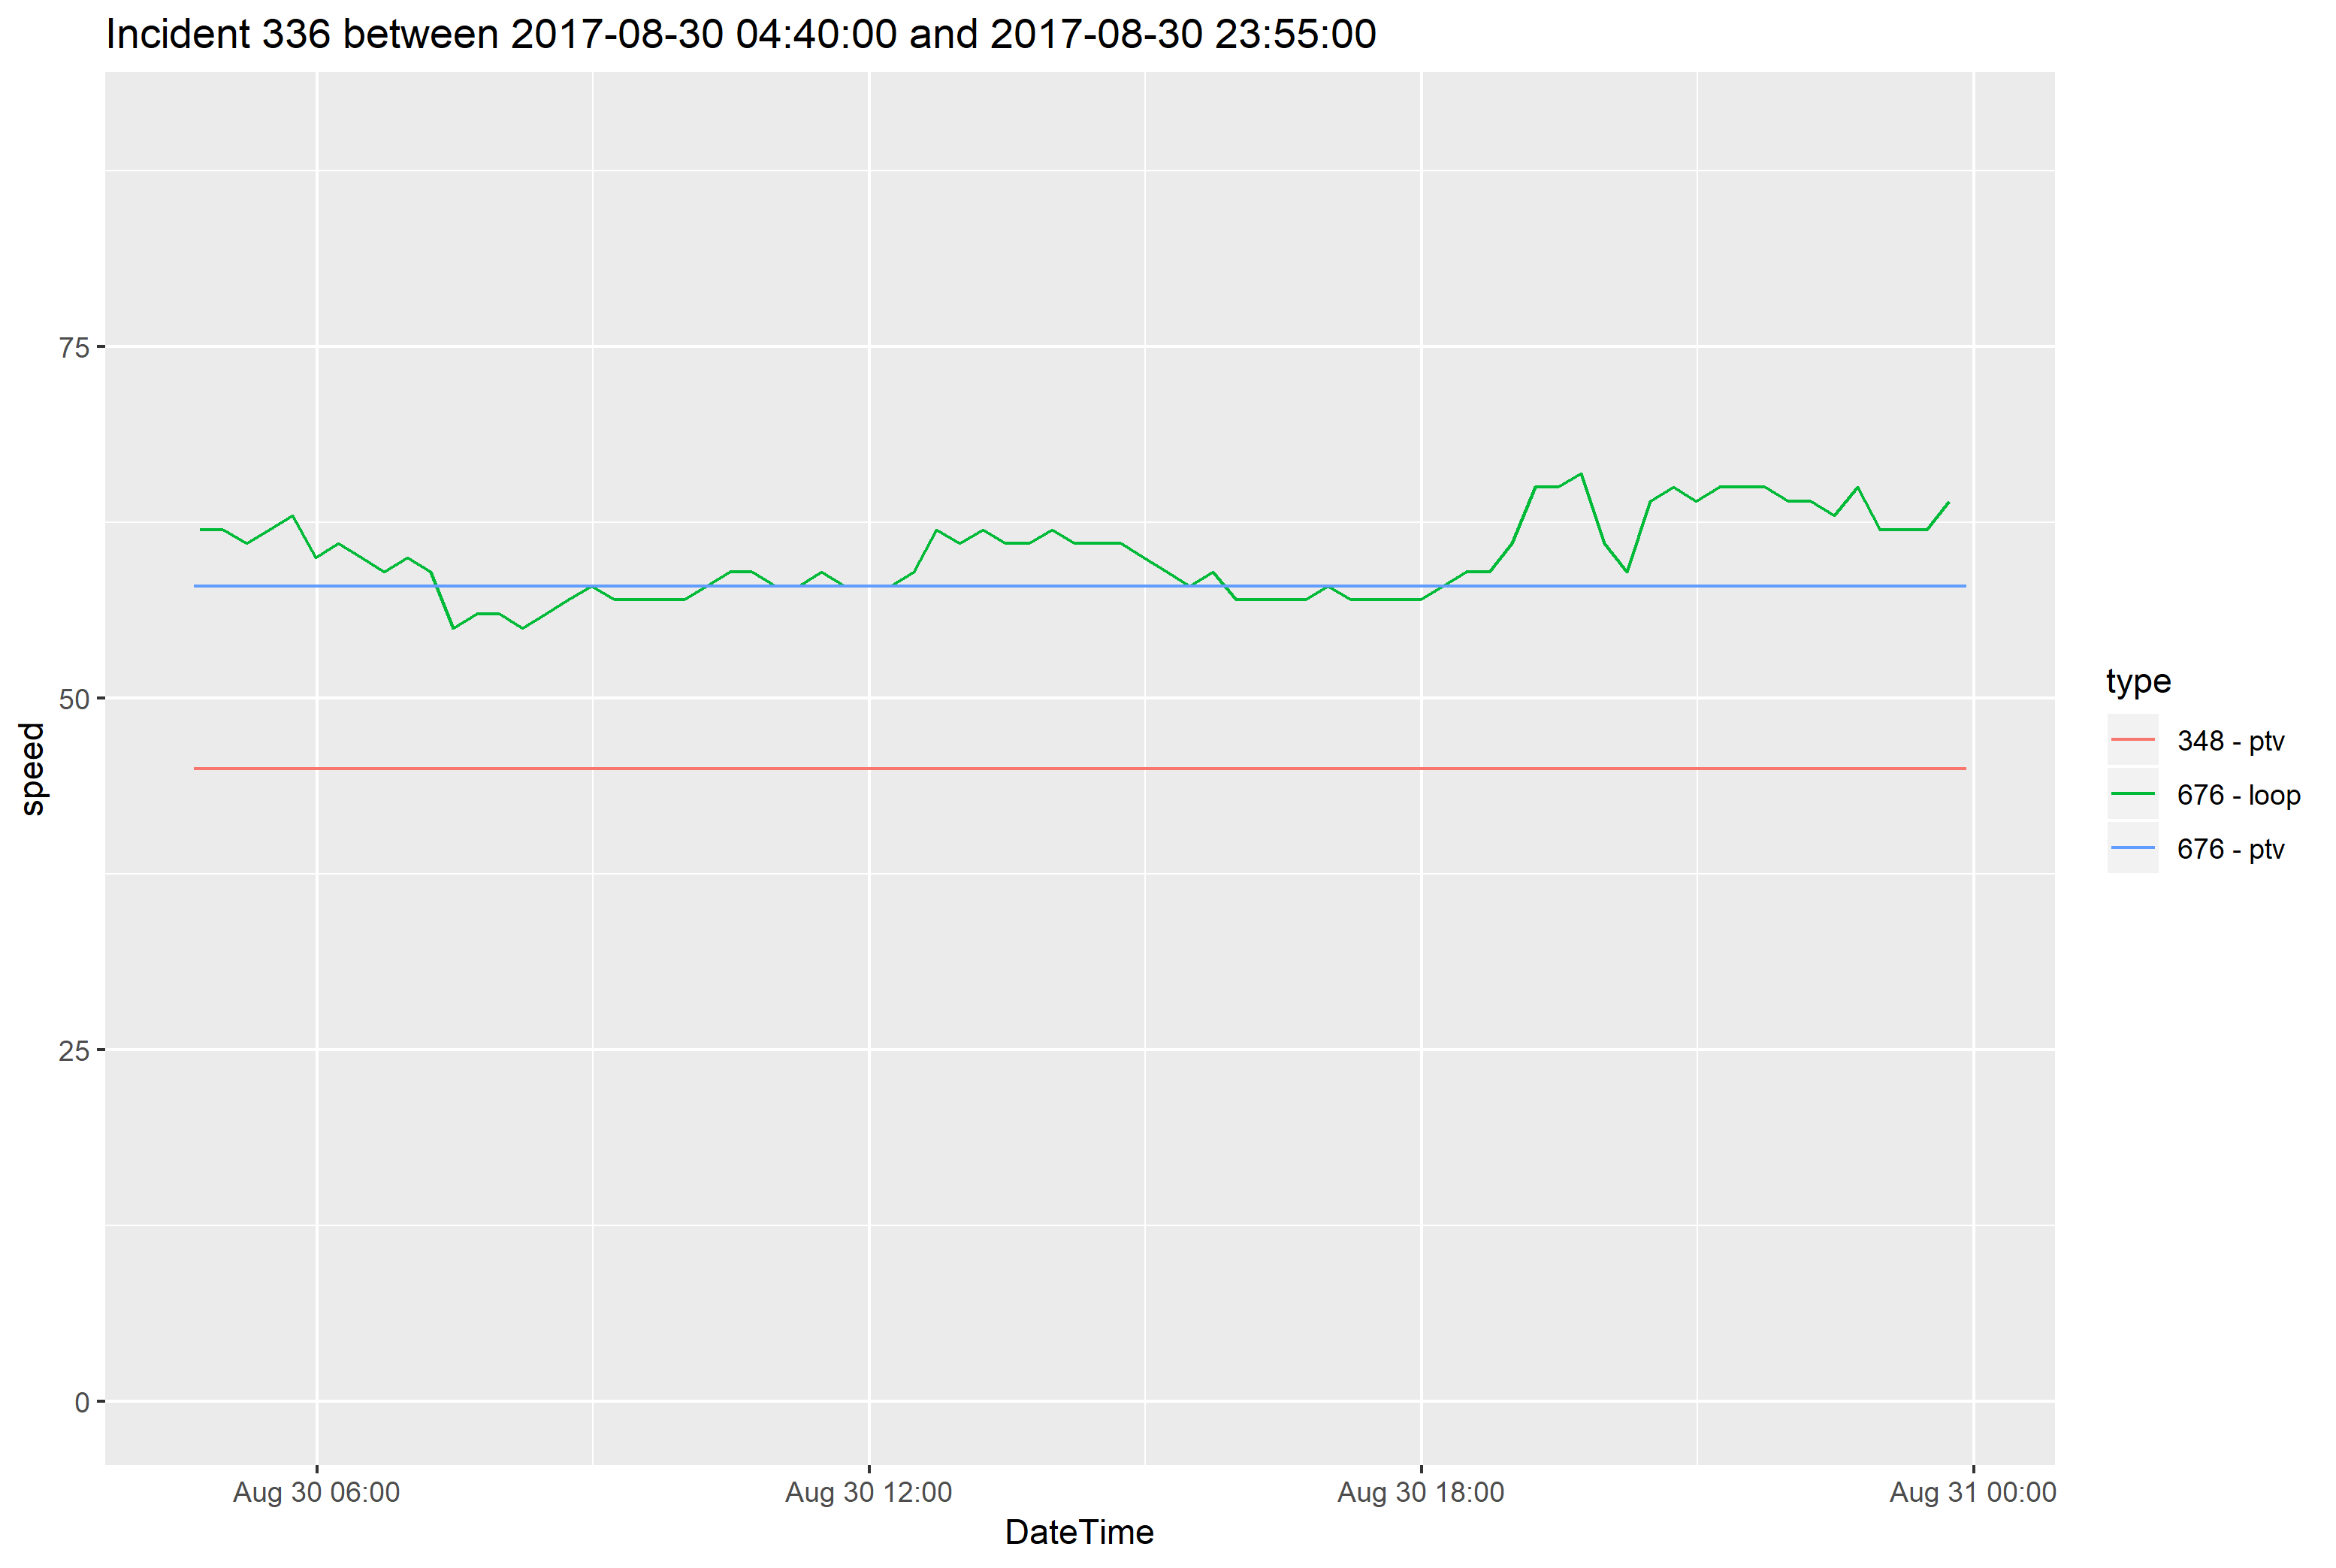 Incident 336 between 2017-08-30 04:40:00 and 2017-08-30 23:55:00
75
50
25
0
speed
Aug 30 06:00
Aug 30 12:00
Aug 30 18:00
Aug 31 00:00
DateTime
type
348 - ptv
676 - loop
676 - ptv